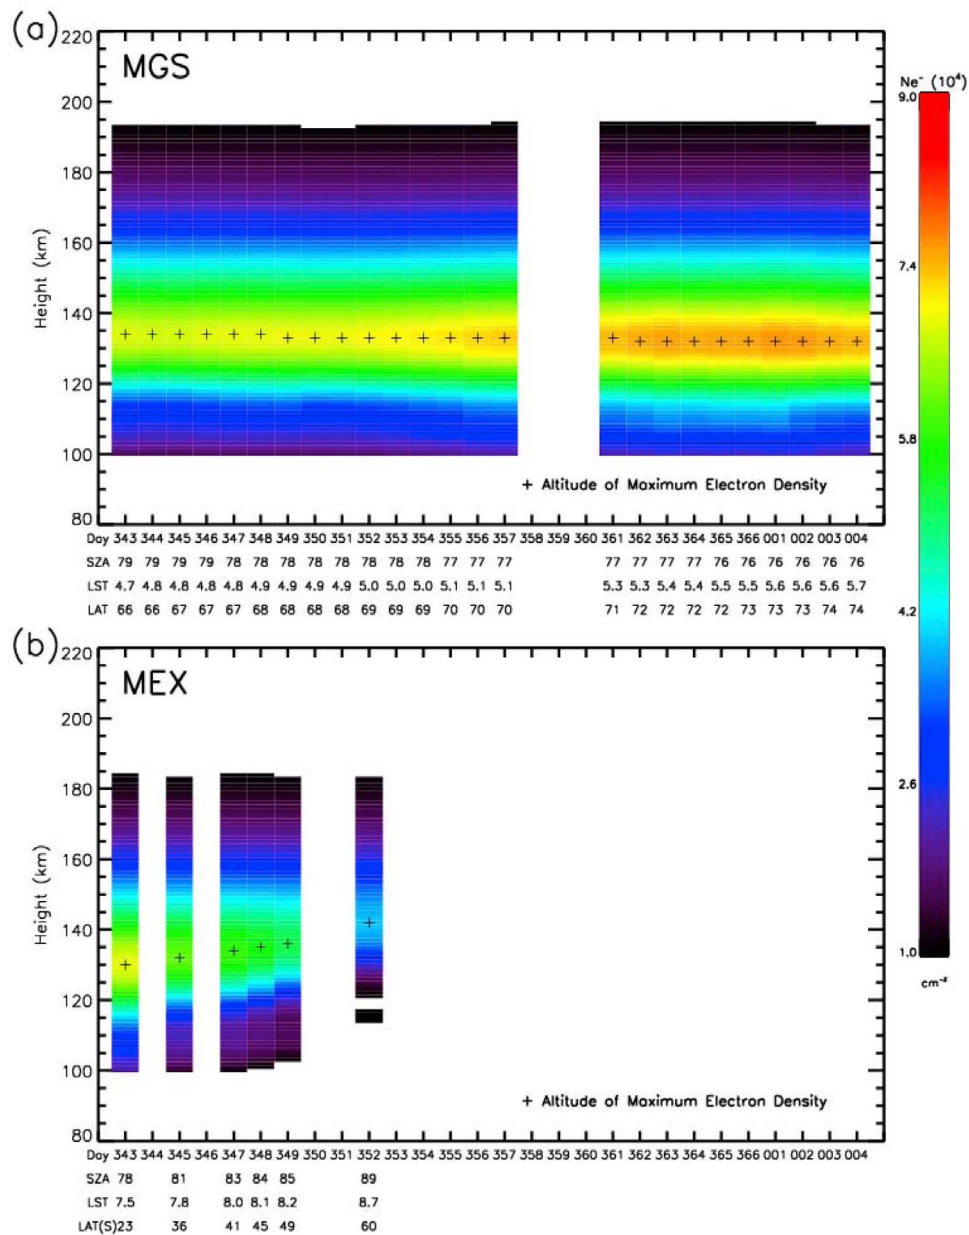 (a)
220
MGS
200
180
160
140
120
100
80
Height (km)
+ Altitude of Maximum Electron Density
Day 343 344 345 346 347 348 349 350 351 352 353 354 355 356 357 358 359 360 361 362 363 364 365 366 001 002 003 004
SZA 79 79 79 79 78 78 78 78 78 78 78 78 77 77 77 77 77 77 77 76 76 76 76 76 76
LST 4.7 4.8 4.8 4.8 4.8 4.9 4.9 4.9 4.9 5.0 5.0 5.0 5.1 5.1 5.1 5.3 5.3 5.4 5.4 5.5 5.5 5.6 5.6 5.6 5.7
LAT 66 66 67 67 67 68 68 68 68 69 69 69 70 70 70 71 72 72 72 72 73 73 73 74 74
Ne⁻ (10⁴)
9.0
7.4
5.8
4.2
2.6
1.0
cm⁻³
(b)
220
MEX
200
180
160
140
120
100
80
Height (km)
+ Altitude of Maximum Electron Density
Day 343 344 345 346 347 348 349 350 351 352 353 354 355 356 357 358 359 360 361 362 363 364 365 366 001 002 003 004
SZA 78 81 83 84 85 89
LST 7.5 7.8 8.0 8.1 8.2 8.7
LAT(S)23 36 41 45 49 60